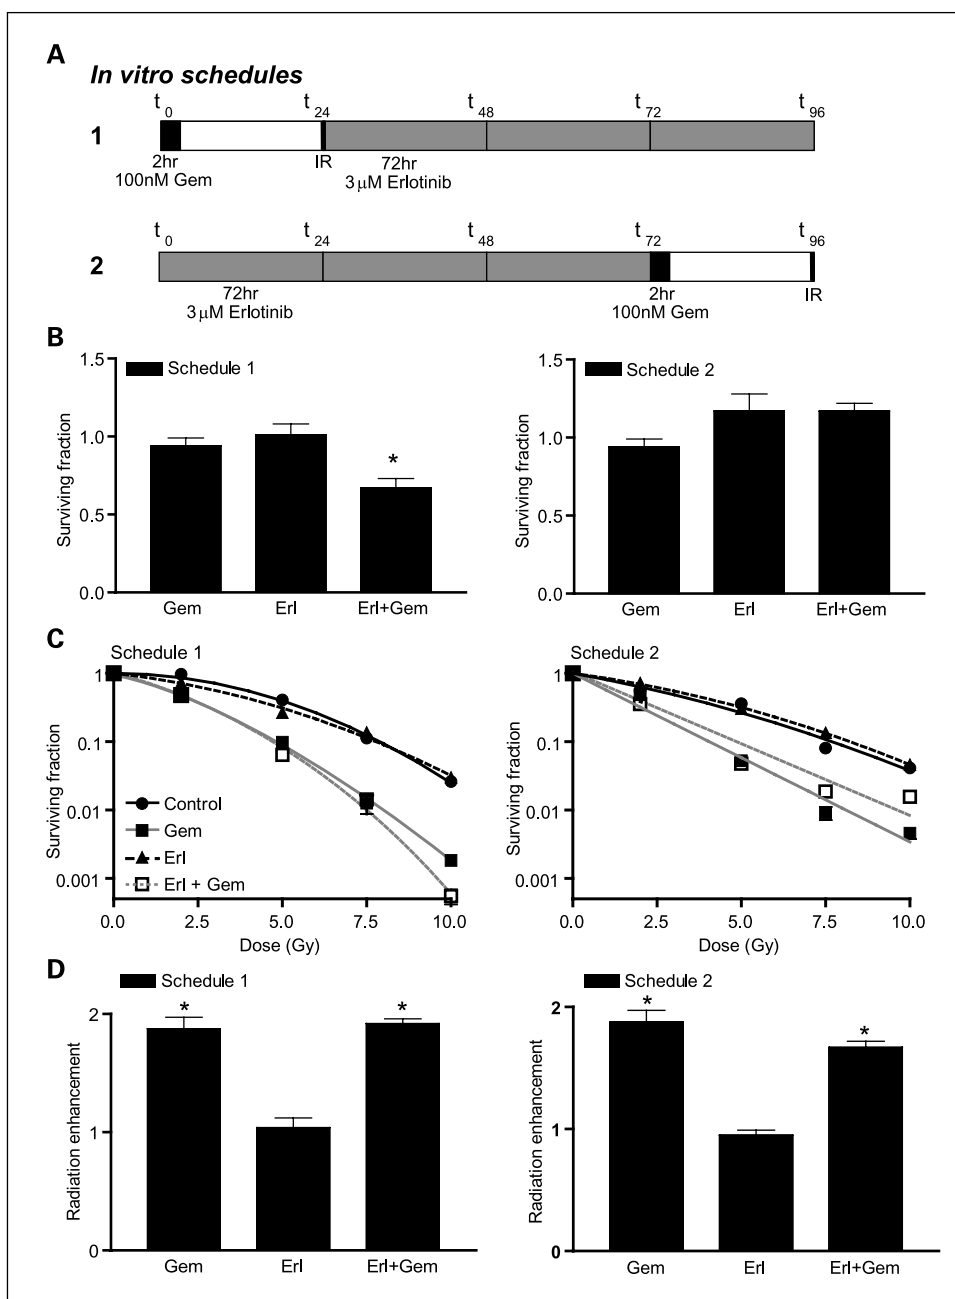 A
In vitro schedules
t0 t24 t48 t72 t96
1
2hr IR 72hr
100nM Gem 3 μM Erlotinib
t0 t24 t48 t72 t96
2
72hr 2hr IR
3 μM Erlotinib 100nM Gem
B
Schedule 1
Surviving fraction
1.5
1.0
0.5
0.0
Gem Erl Erl+Gem
*
Schedule 2
Surviving fraction
1.5
1.0
0.5
0.0
Gem Erl Erl+Gem
C
Schedule 1
Surviving fraction
1
0.1
0.01
0.001
Control
Gem
Erl
Erl + Gem
0.0 2.5 5.0 7.5 10.0
Dose (Gy)
Schedule 2
Surviving fraction
1
0.1
0.01
0.001
0.0 2.5 5.0 7.5 10.0
Dose (Gy)
D
Schedule 1
Radiation enhancement
2
1
0
* *
Gem Erl Erl+Gem
Schedule 2
Radiation enhancement
2
1
0
* *
Gem Erl Erl+Gem